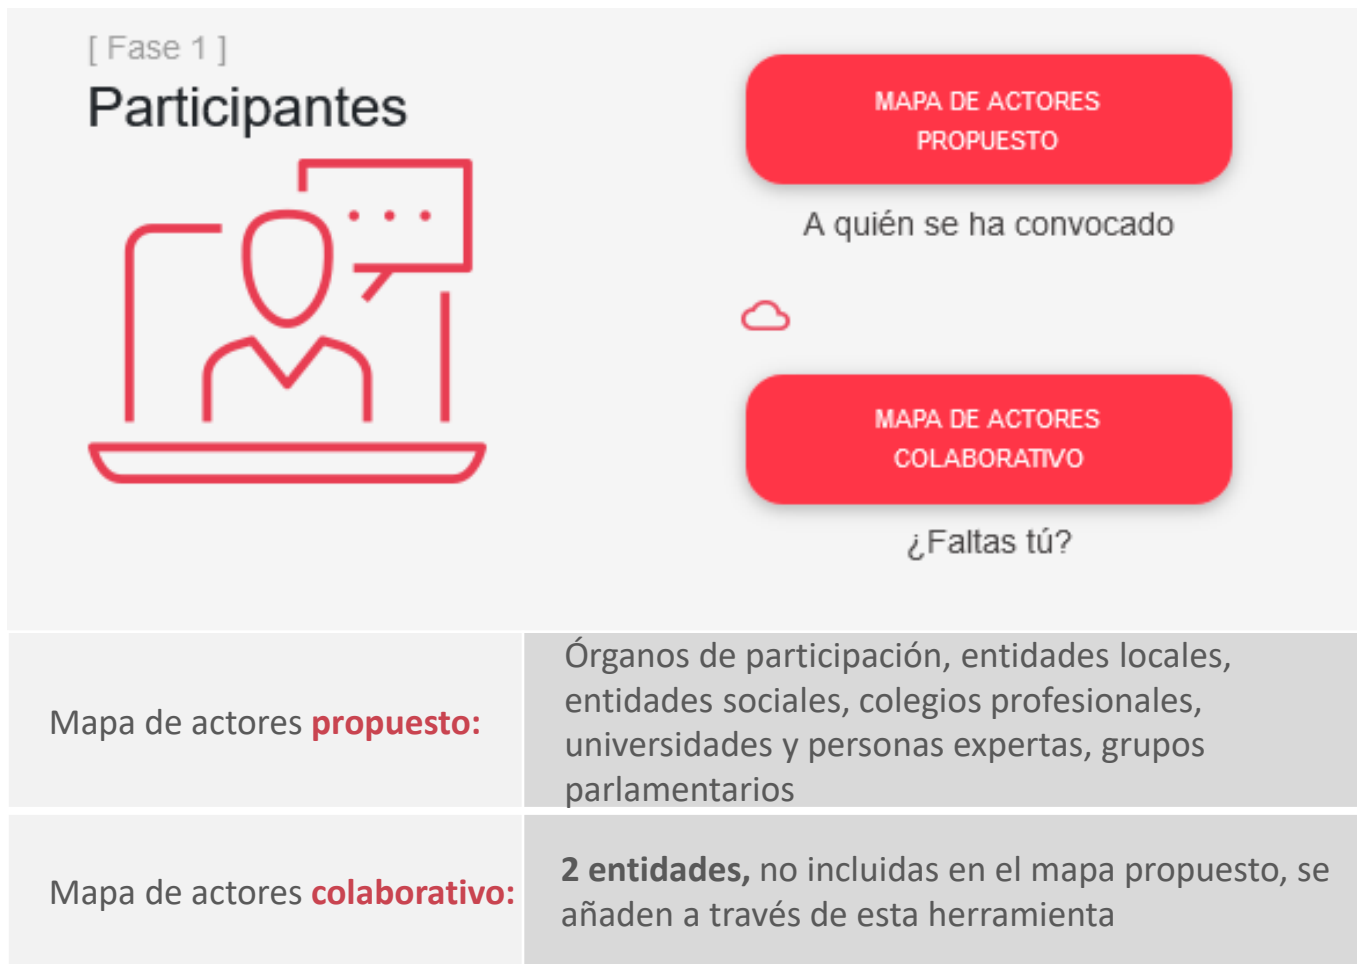 [ Fase 1 ]
Participantes
MAPA DE ACTORES
PROPUESTO
A quién se ha convocado
MAPA DE ACTORES
COLABORATIVO
¿Faltas tú?
Mapa de actores propuesto:
Órganos de participación, entidades locales,
entidades sociales, colegios profesionales,
universidades y personas expertas, grupos
parlamentarios
Mapa de actores colaborativo:
2 entidades, no incluidas en el mapa propuesto, se
añaden a través de esta herramienta